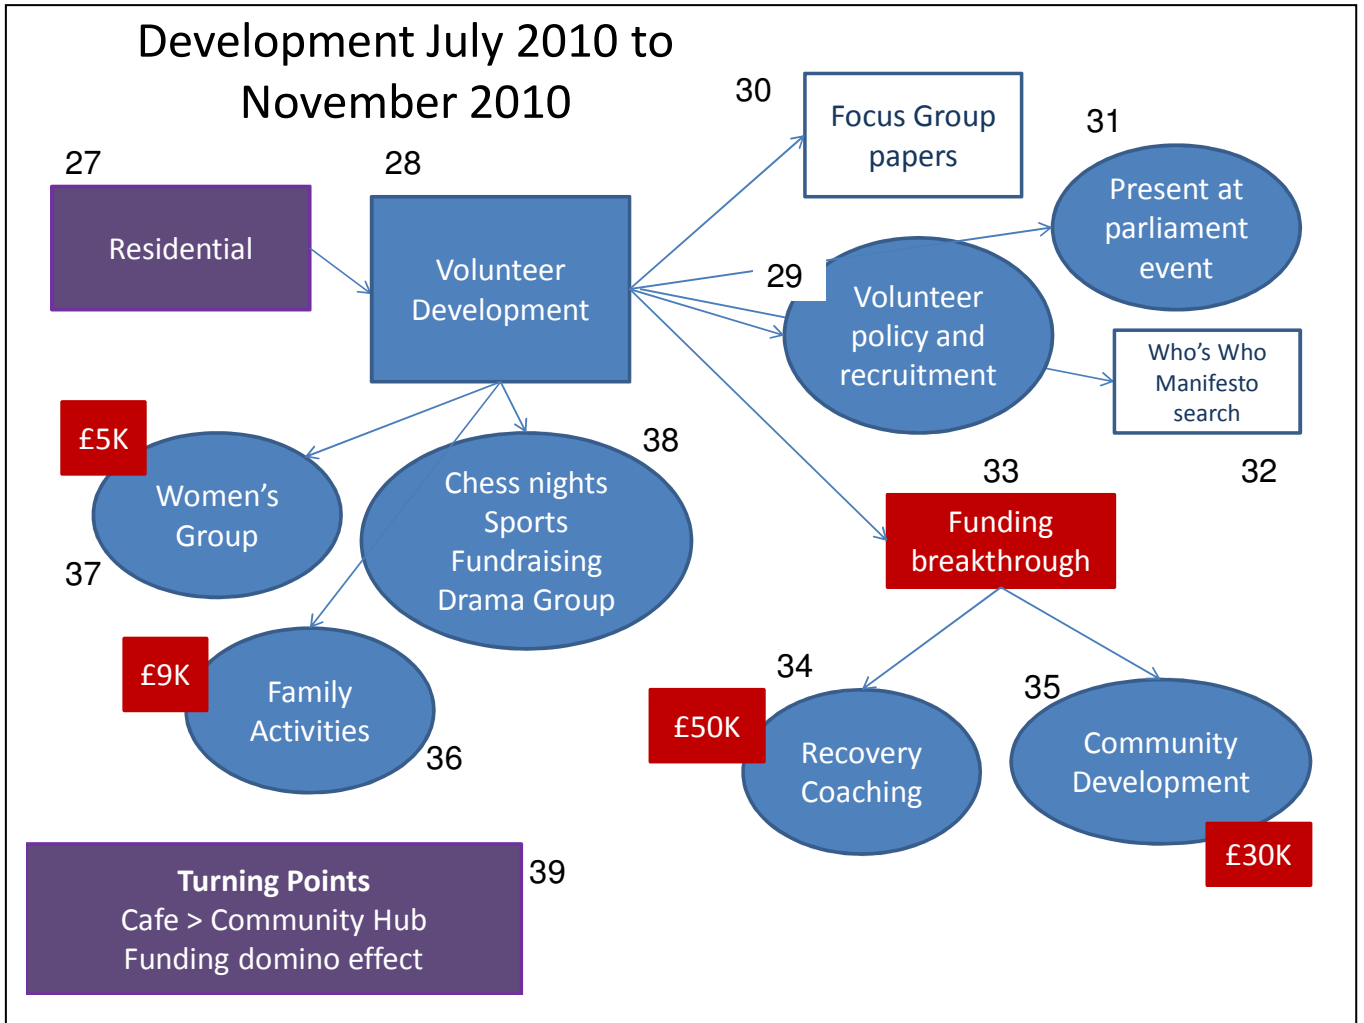 Development July 2010 to
November 2010
27
Residential
28
Volunteer
Development
30
Focus Group
papers
31
Present at
parliament
event
29
Volunteer
policy and
recruitment
Who's Who
Manifesto
search
32
£5K
Women’s
Group
37
38
Chess nights
Sports
Fundraising
Drama Group
33
Funding
breakthrough
£9K
Family
Activities
36
34
£50K
Recovery
Coaching
35
Community
Development
£30K
39
Turning Points
Cafe > Community Hub
Funding domino effect